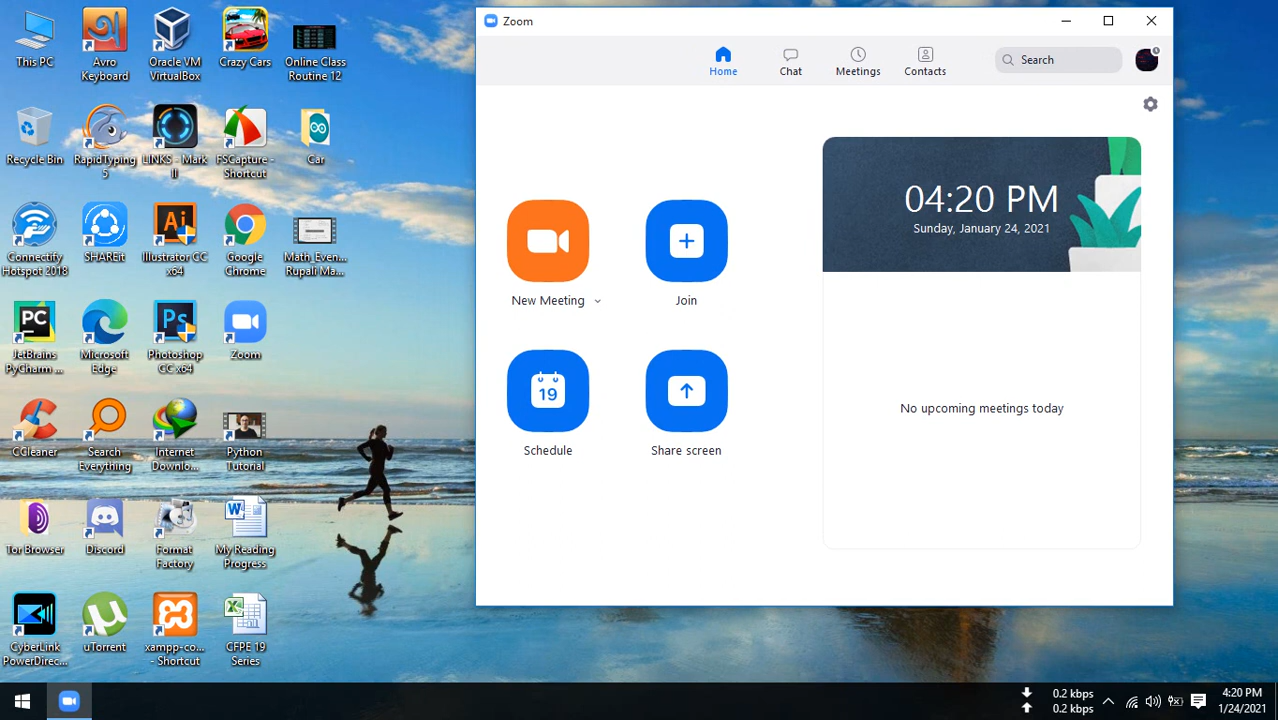 This PC
Avro
Keyboard
Oracle VM
VirtualBox
Crazy Cars
Online Class
Routine 12
Recycle Bin
RapidTyping
5
LINKS - Mark
II
FSCapture -
Shortcut
Car
Connectify
Hotspot 2018
SHAREit
Ai
Illustrator CC
x64
Google
Chrome
Math_Even...
Rupali Ma...
PC
JetBrains
PyCharm ...
Microsoft
Edge
Ps
Photoshop
CC x64
Zoom
CCleaner
Search
Everything
Internet
Downlo...
Python
Tutorial
Tor Browser
Discord
Format
Factory
My Reading
Progress
CyberLink
PowerDirec...
uTorrent
xampp-co...
- Shortcut
CFPE 19
Series
Zoom
Home
Chat
Meetings
Contacts
Search
New Meeting
Join
19
Schedule
Share screen
04:20 PM
Sunday, January 24, 2021
No upcoming meetings today
0.2 kbps
0.2 kbps
4:20 PM
1/24/2021